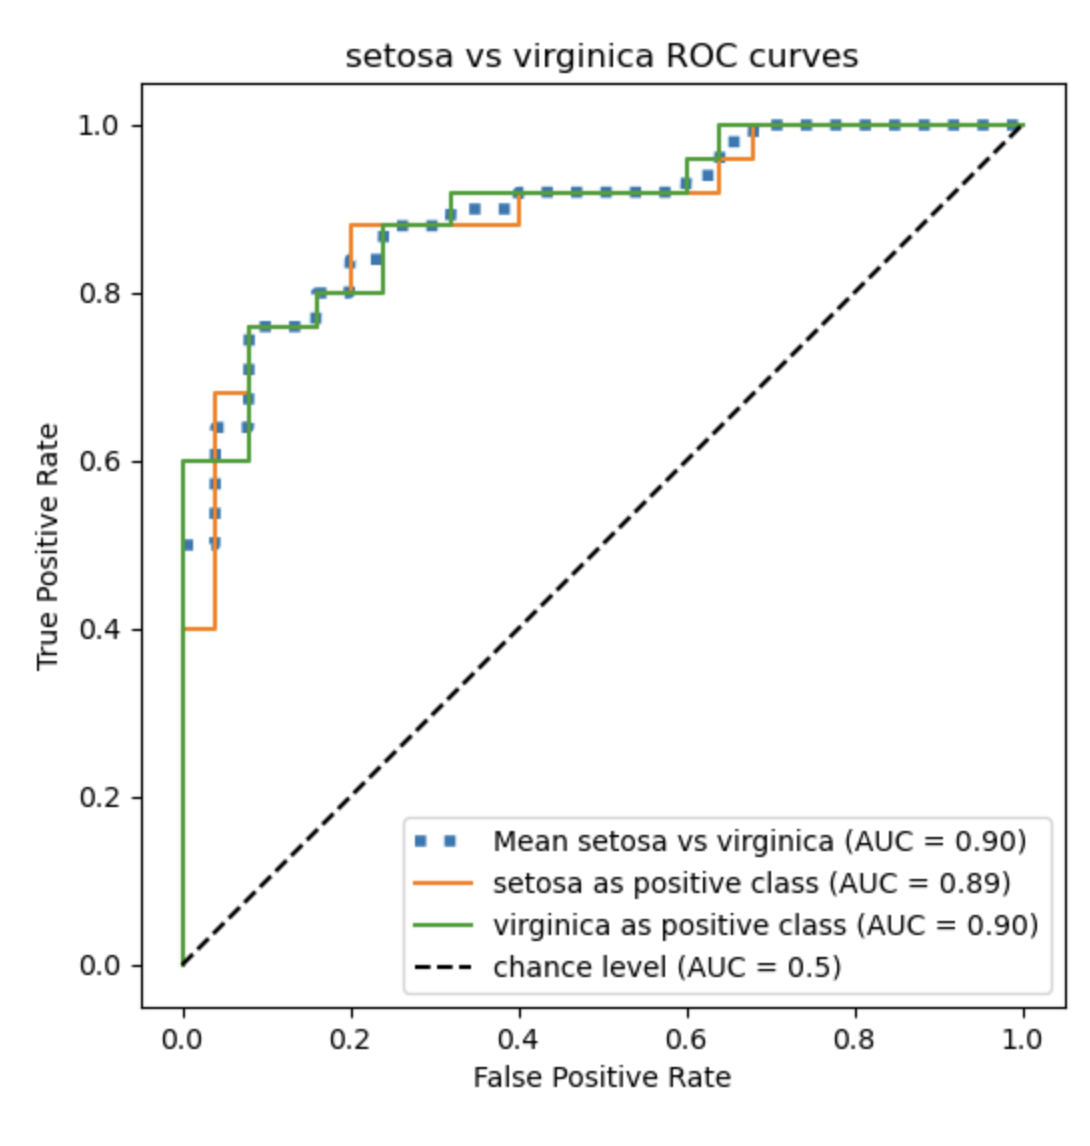 setosa vs virginica ROC curves
True Positive Rate
1.0
0.8
0.6
0.4
0.2
0.0
Mean setosa vs virginica (AUC = 0.90)
setosa as positive class (AUC = 0.89)
virginica as positive class (AUC = 0.90)
chance level (AUC = 0.5)
0.0 0.2 0.4 0.6 0.8 1.0
False Positive Rate